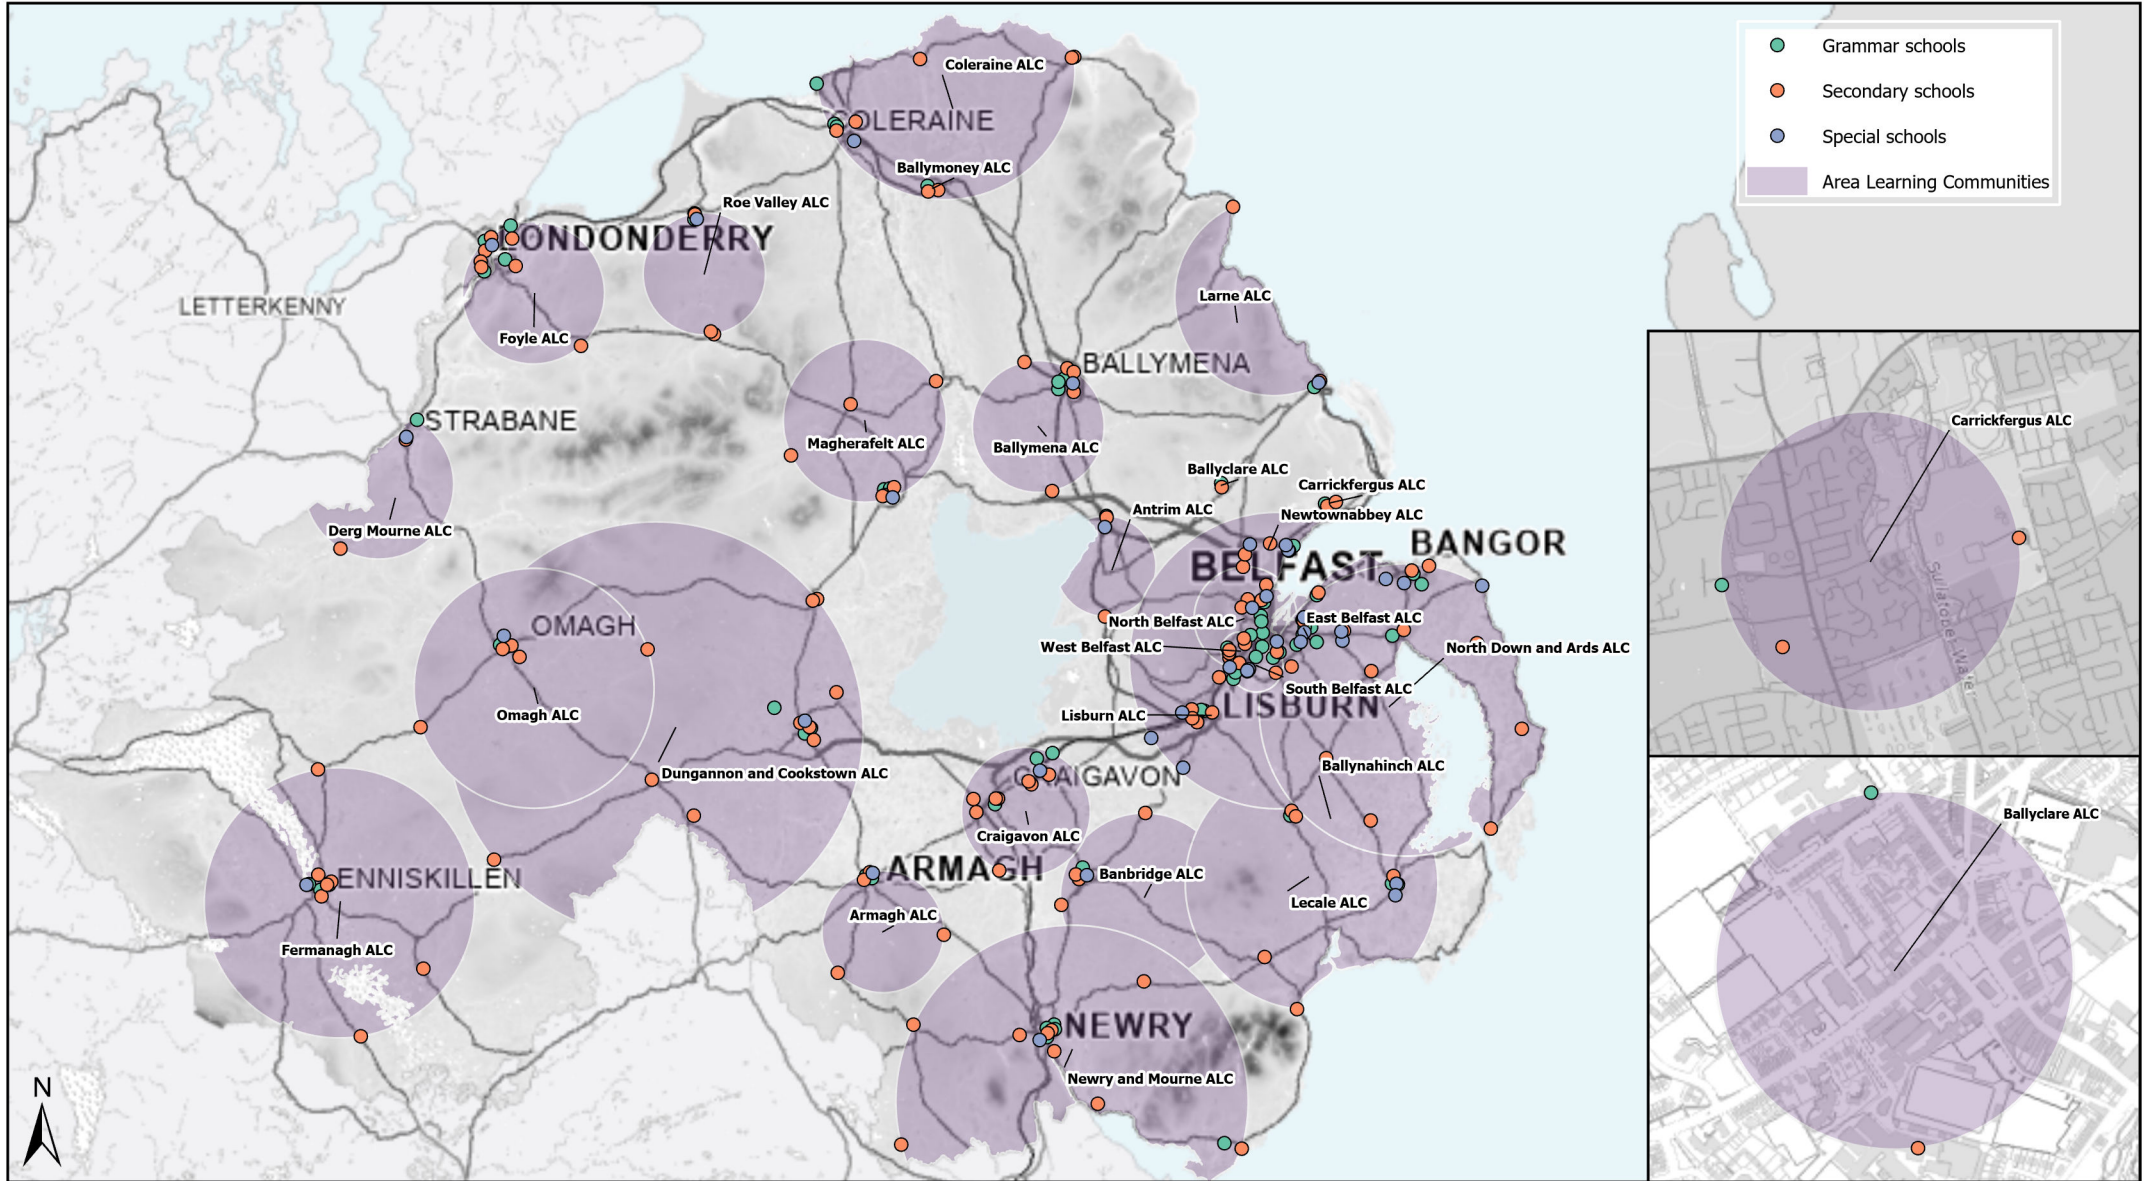 Grammar schools
Secondary schools
Special schools
Area Learning Communities
Coleraine ALC
COLERAINE
Ballymoney ALC
Roe Valley ALC
LONDONDERRY
LETTERKENNY
Foyle ALC
Larne ALC
BALLYMENA
STRABANE
Magherafelt ALC
Ballymena ALC
Ballyclare ALC
Carrickfergus ALC
Antrim ALC
Newtownabbey ALC
Derg Mourne ALC
BELFAST
BANGOR
OMAGH
North Belfast ALC
East Belfast ALC
West Belfast ALC
North Down and Ards ALC
South Belfast ALC
Omagh ALC
Lisburn ALC
LISBURN
Dungannon and Cookstown ALC
CRAIGAVON
Ballynahinch ALC
Craigavon ALC
ENNISKILLEN
ARMAGH
Banbridge ALC
Lecale ALC
Armagh ALC
Fermanagh ALC
NEWRY
Newry and Mourne ALC
N
Carrickfergus ALC
Sullatope Water
Ballyclare ALC